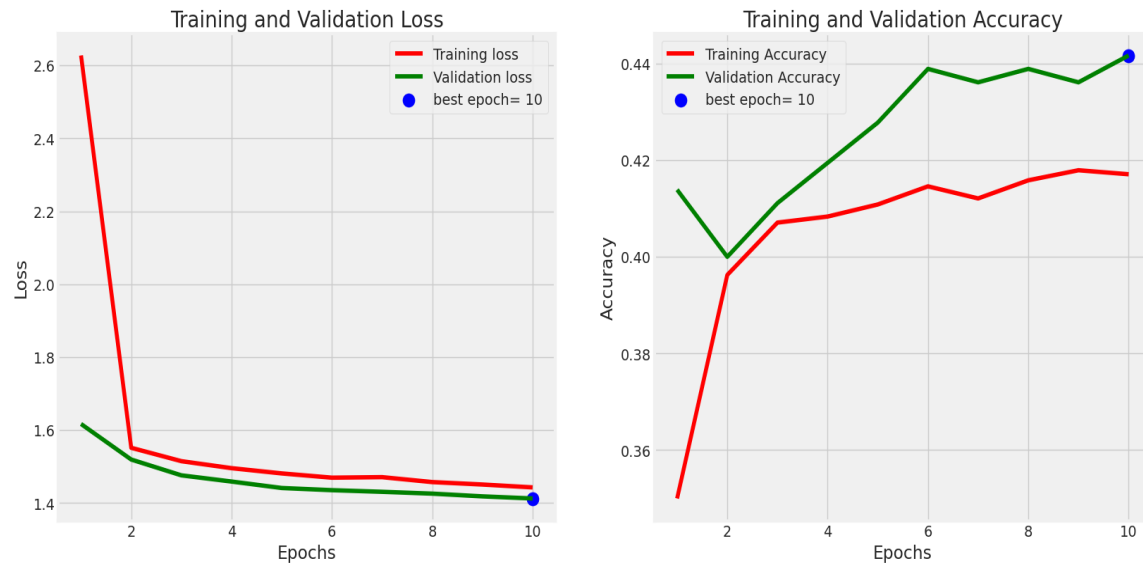 Training and Validation Loss
Training loss
Validation loss
best epoch= 10
2.6
2.4
2.2
2.0
1.8
1.6
1.4
Loss
2 4 6 8 10
Epochs
Training and Validation Accuracy
Training Accuracy
Validation Accuracy
best epoch= 10
0.44
0.42
0.40
0.38
0.36
Accuracy
2 4 6 8 10
Epochs